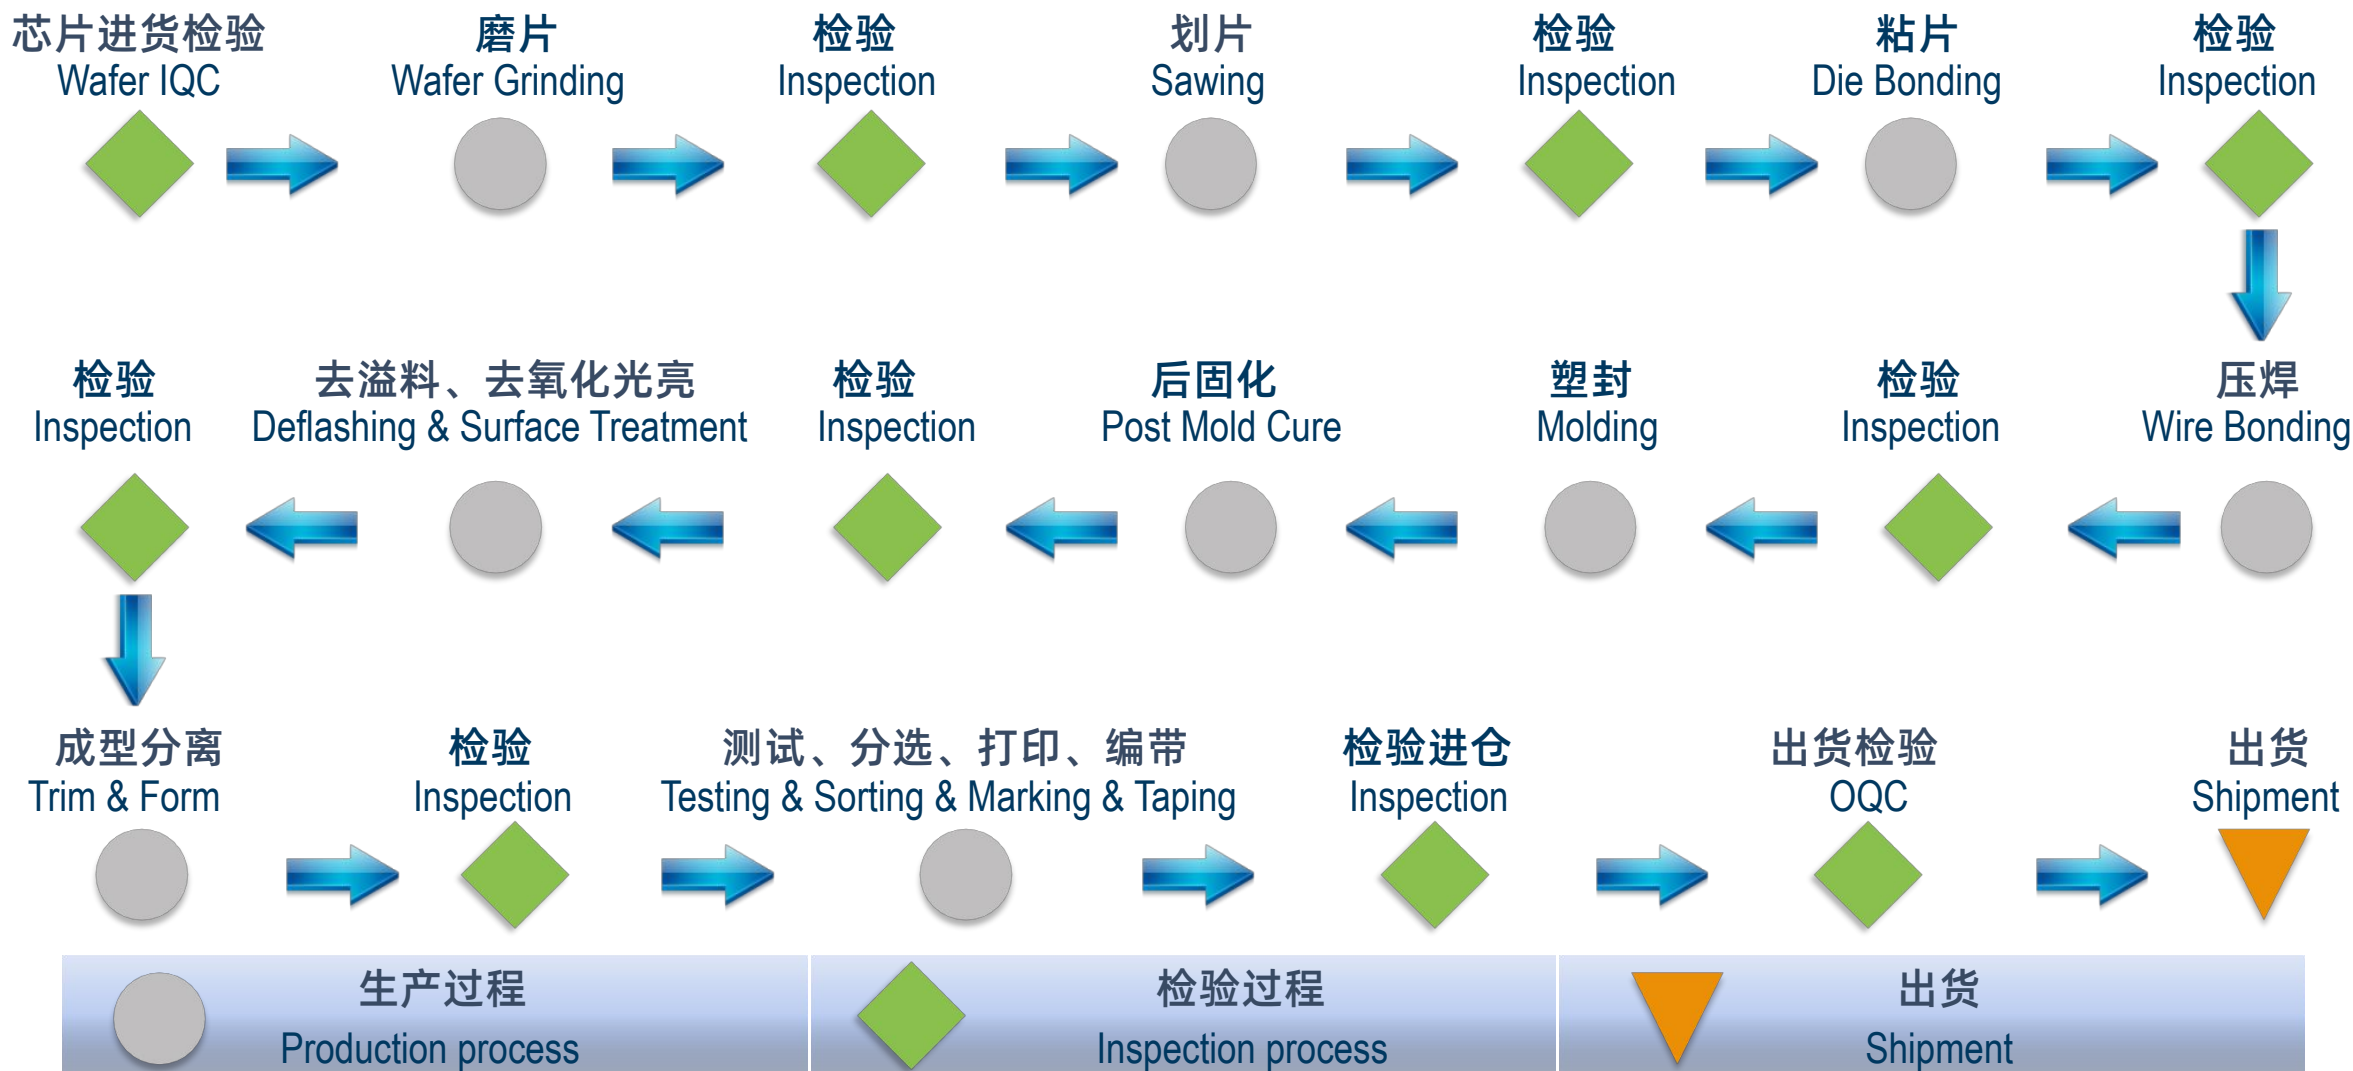 芯片进货检验
Wafer IQC
磨片
Wafer Grinding
检验
Inspection
划片
Sawing
检验
Inspection
粘片
Die Bonding
检验
Inspection
检验
Inspection
去溢料、去氧化光亮
Deflashing & Surface Treatment
检验
Inspection
后固化
Post Mold Cure
塑封
Molding
检验
Inspection
压焊
Wire Bonding
成型分离
Trim & Form
检验
Inspection
测试、分选、打印、编带
Testing & Sorting & Marking & Taping
检验进仓
Inspection
出货检验
OQC
出货
Shipment
生产过程
Production process
检验过程
Inspection process
出货
Shipment